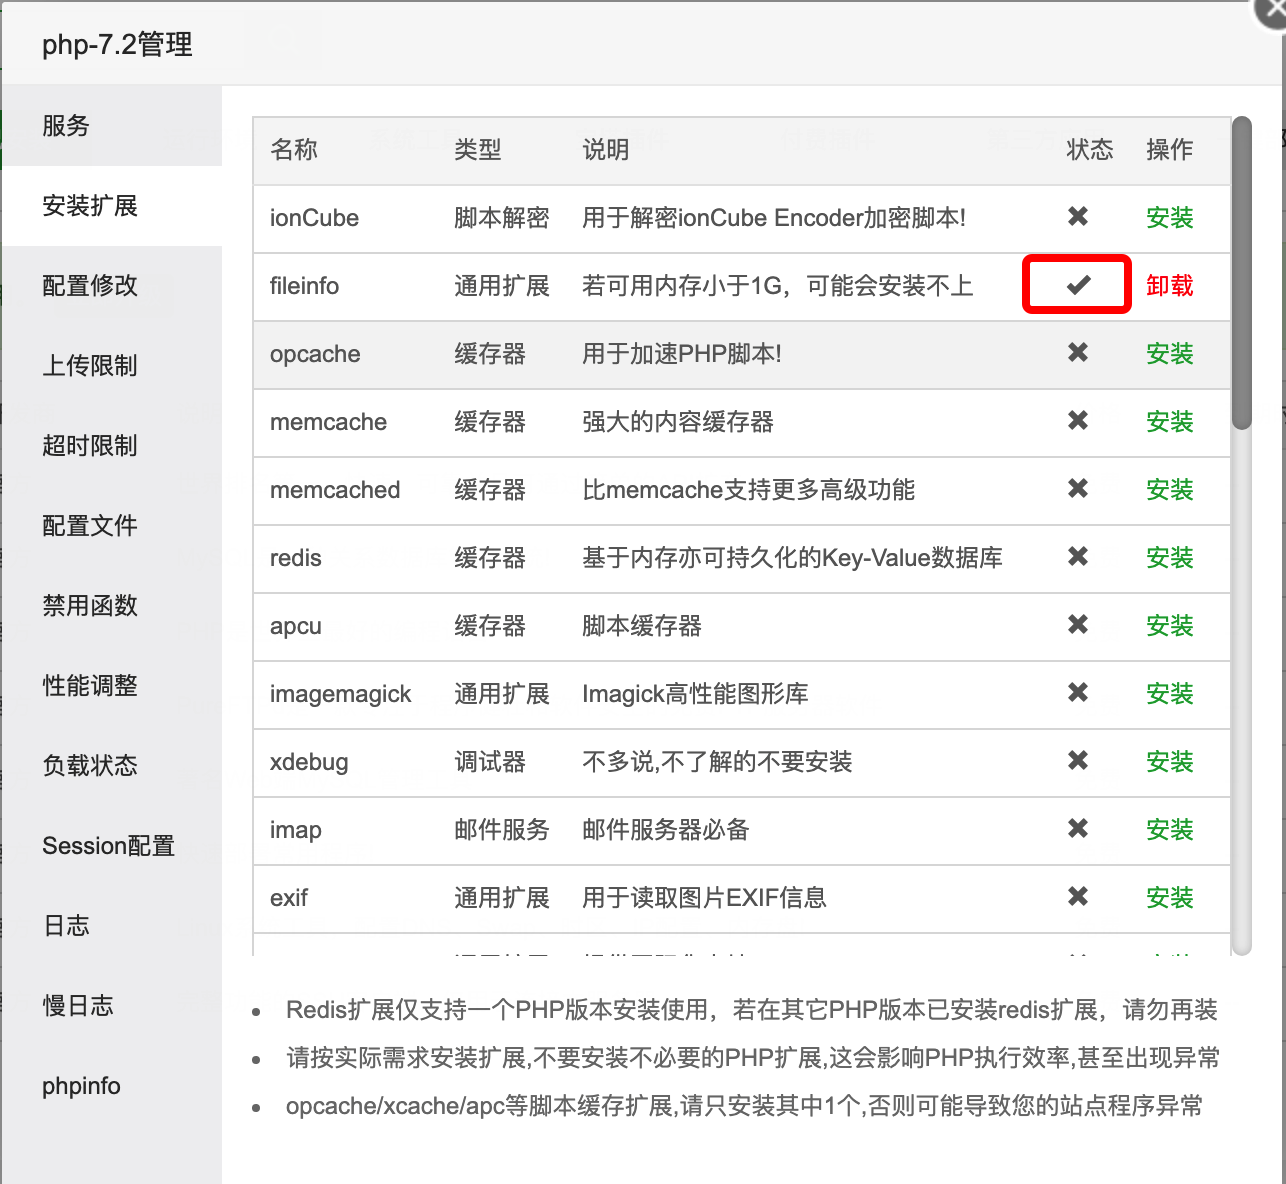 php-7.2管理
服务
安装扩展
配置修改
上传限制
超时限制
配置文件
禁用函数
性能调整
负载状态
Session配置
日志
慢日志
phpinfo
名称 类型 说明 状态 操作
ionCube 脚本解密 用于解密ionCube Encoder加密脚本! ✖ 安装
fileinfo 通用扩展 若可用内存小于1G，可能会安装不上 ✔ 卸载
opcache 缓存器 用于加速PHP脚本! ✖ 安装
memcache 缓存器 强大的内容缓存器 ✖ 安装
memcached 缓存器 比memcache支持更多高级功能 ✖ 安装
redis 缓存器 基于内存亦可持久化的Key-Value数据库 ✖ 安装
apcu 缓存器 脚本缓存器 ✖ 安装
imagemagick 通用扩展 Imagick高性能图形库 ✖ 安装
xdebug 调试器 不多说,不了解的不要安装 ✖ 安装
imap 邮件服务 邮件服务器必备 ✖ 安装
exif 通用扩展 用于读取图片EXIF信息 ✖ 安装
Redis扩展仅支持一个PHP版本安装使用，若在其它PHP版本已安装redis扩展，请勿再装
请按实际需求安装扩展,不要安装不必要的PHP扩展,这会影响PHP执行效率,甚至出现异常
opcache/xcache/apc等脚本缓存扩展,请只安装其中1个,否则可能导致您的站点程序异常